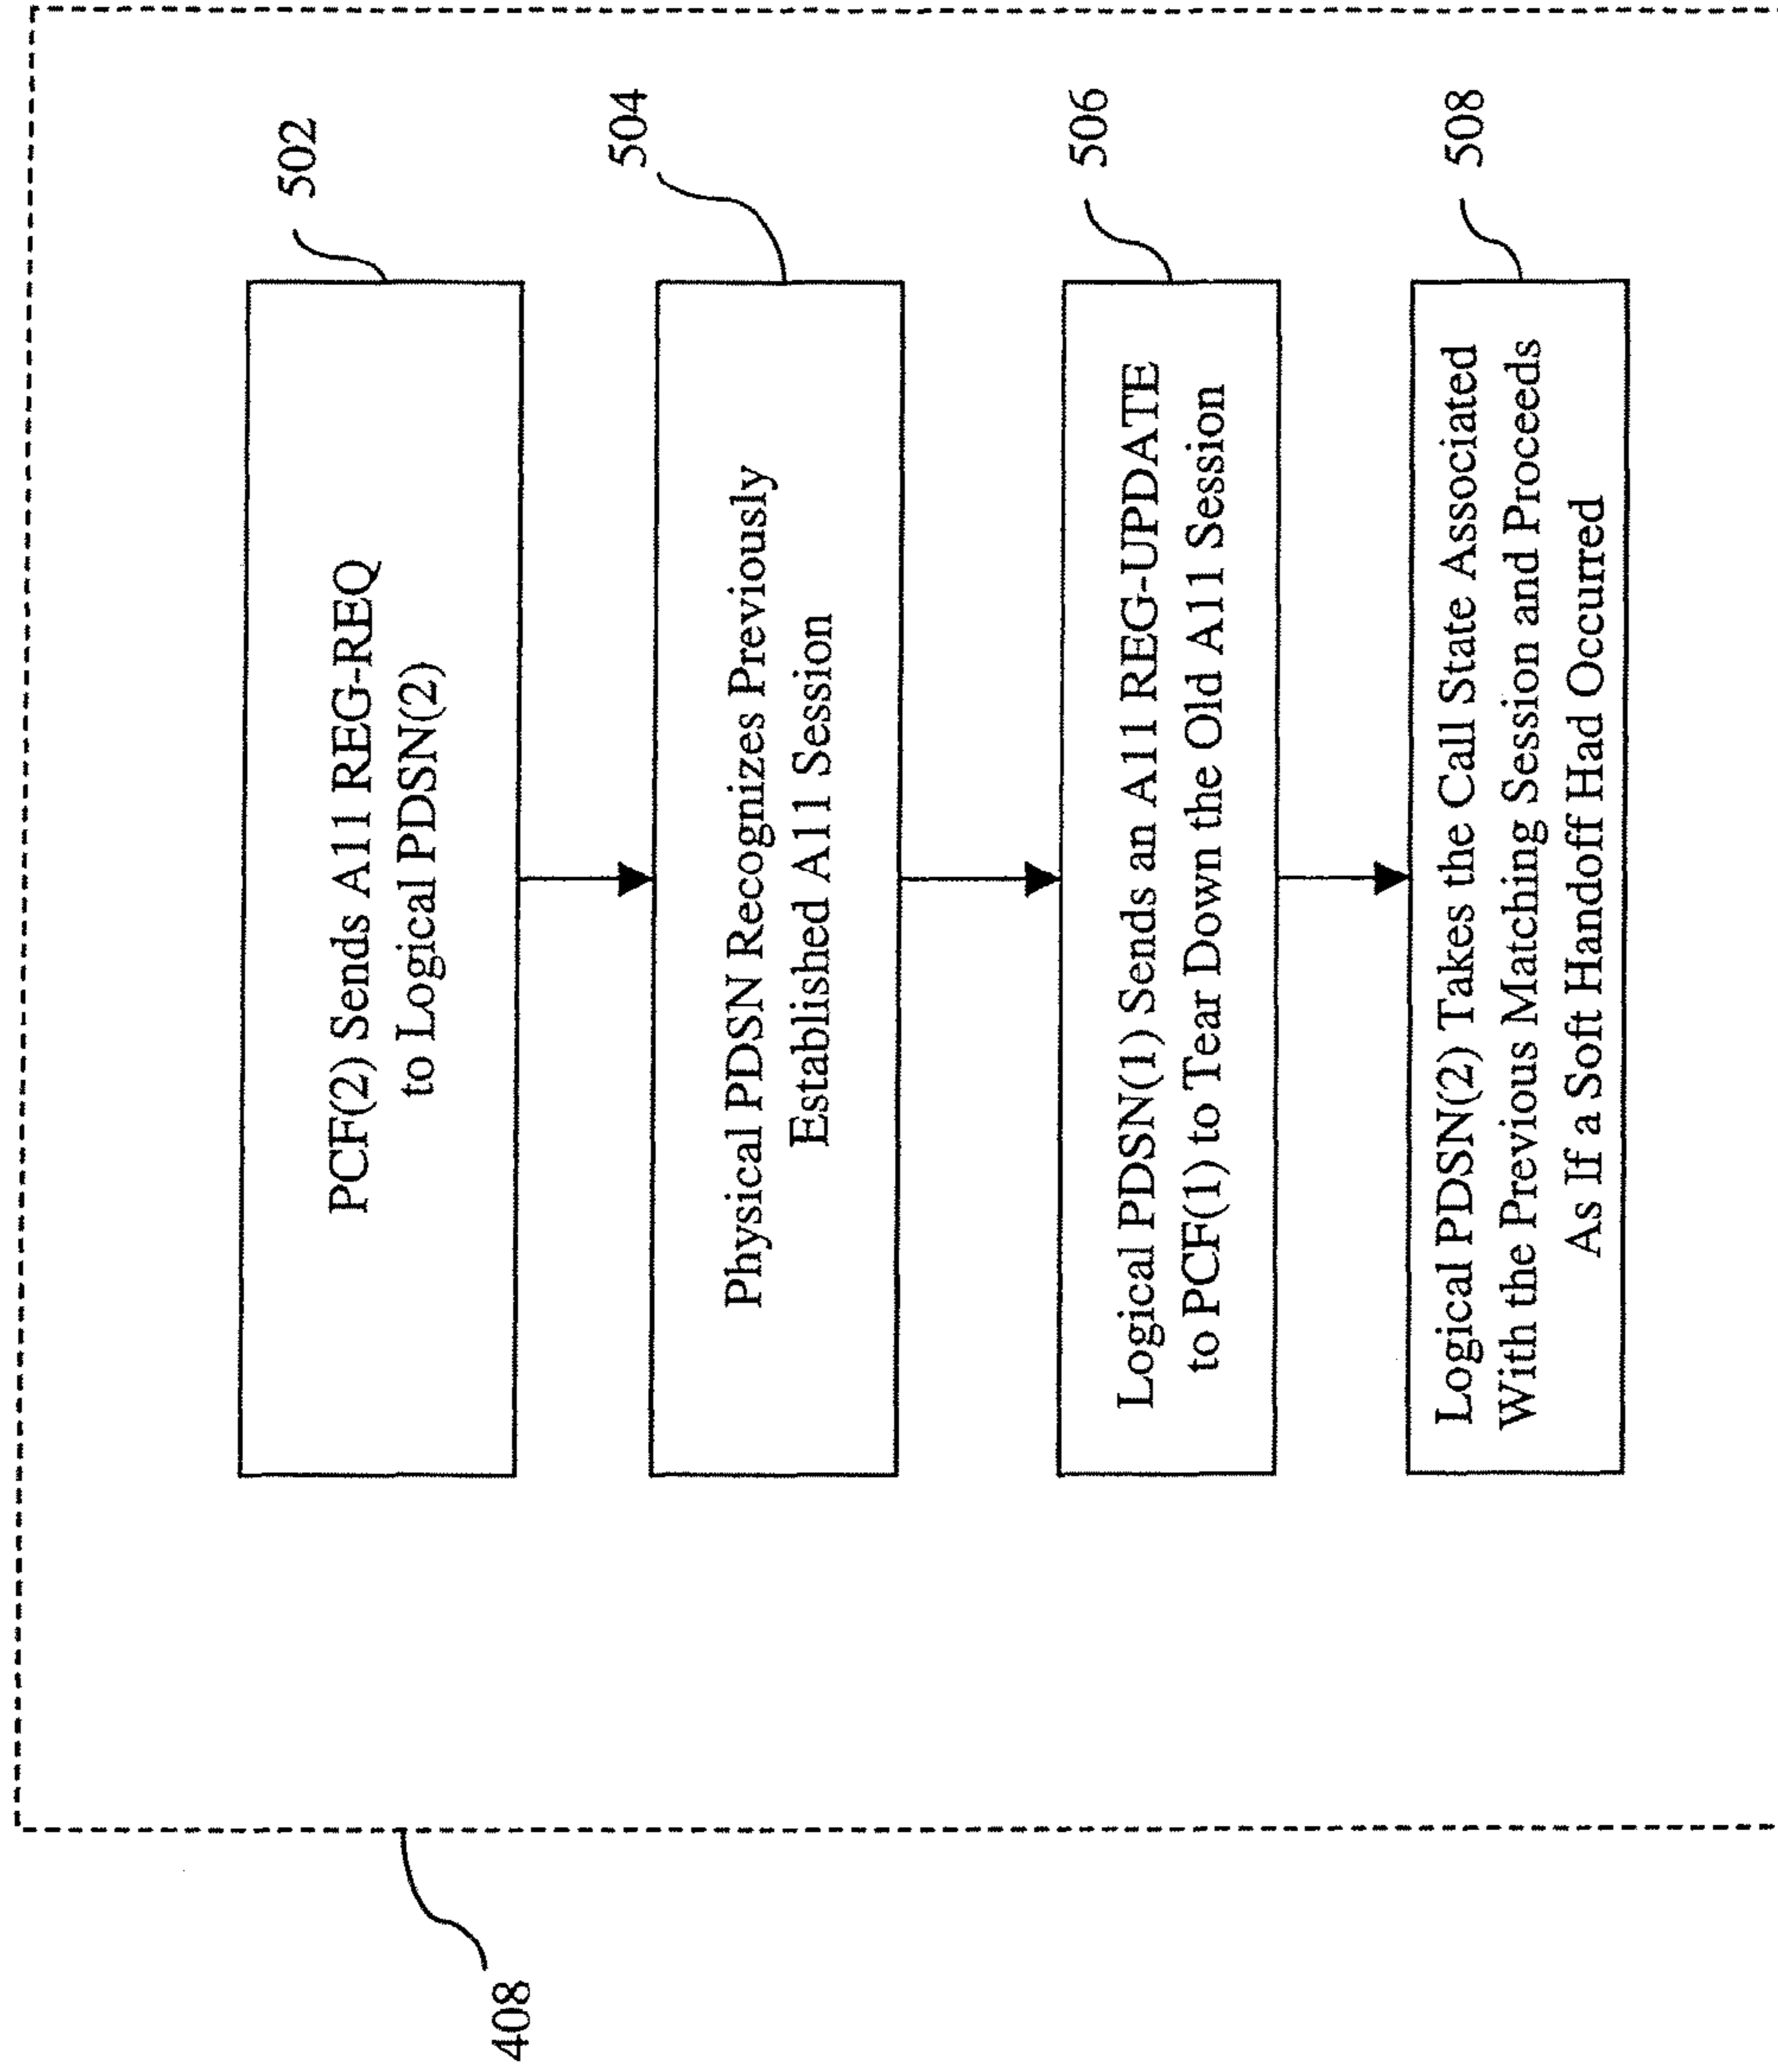 408
502
PCF(2) Sends A11 REG-REQ
to Logical PDSN(2)
504
Physical PDSN Recognizes Previously
Established A11 Session
506
Logical PDSN(1) Sends an A11 REG-UPDATE
to PCF(1) to Tear Down the Old A11 Session
508
Logical PDSN(2) Takes the Call State Associated
With the Previous Matching Session and Proceeds
As If a Soft Handoff Had Occurred